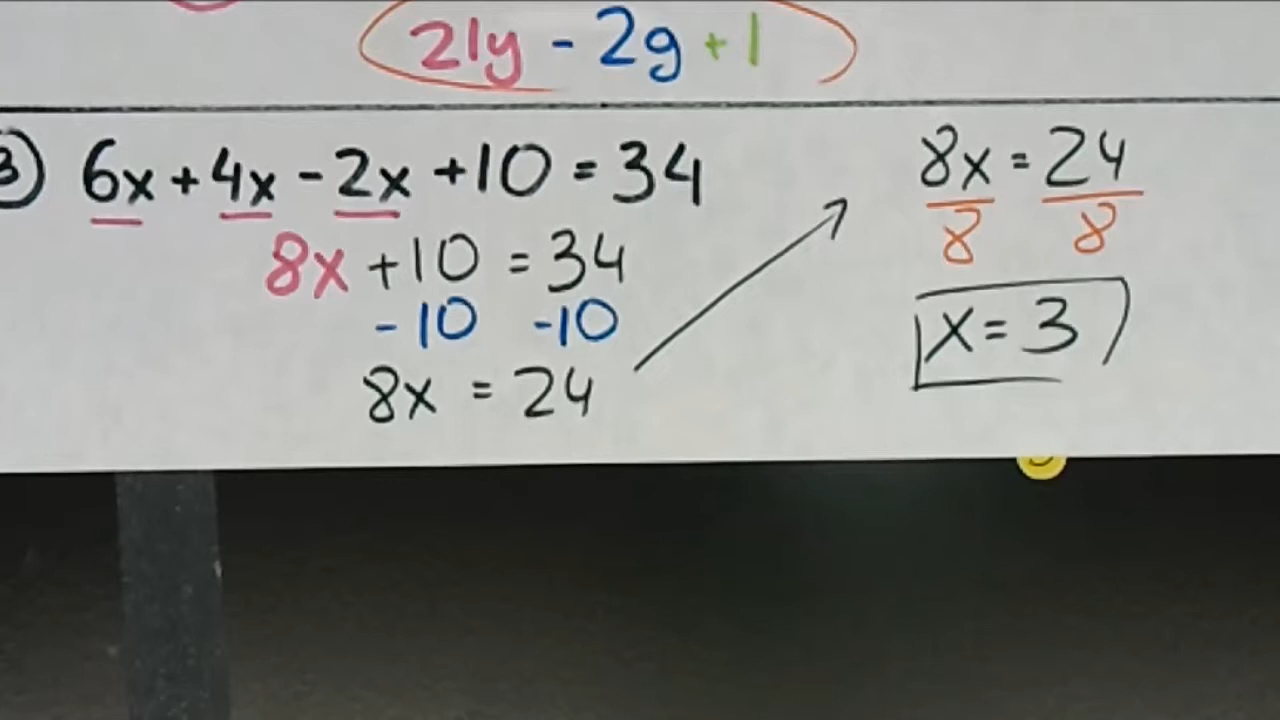 21y - 2g + 1
3) 6x + 4x - 2x + 10 = 34
8x + 10 = 34
-10 -10
8x = 24
8x = 24
8 8
x = 3